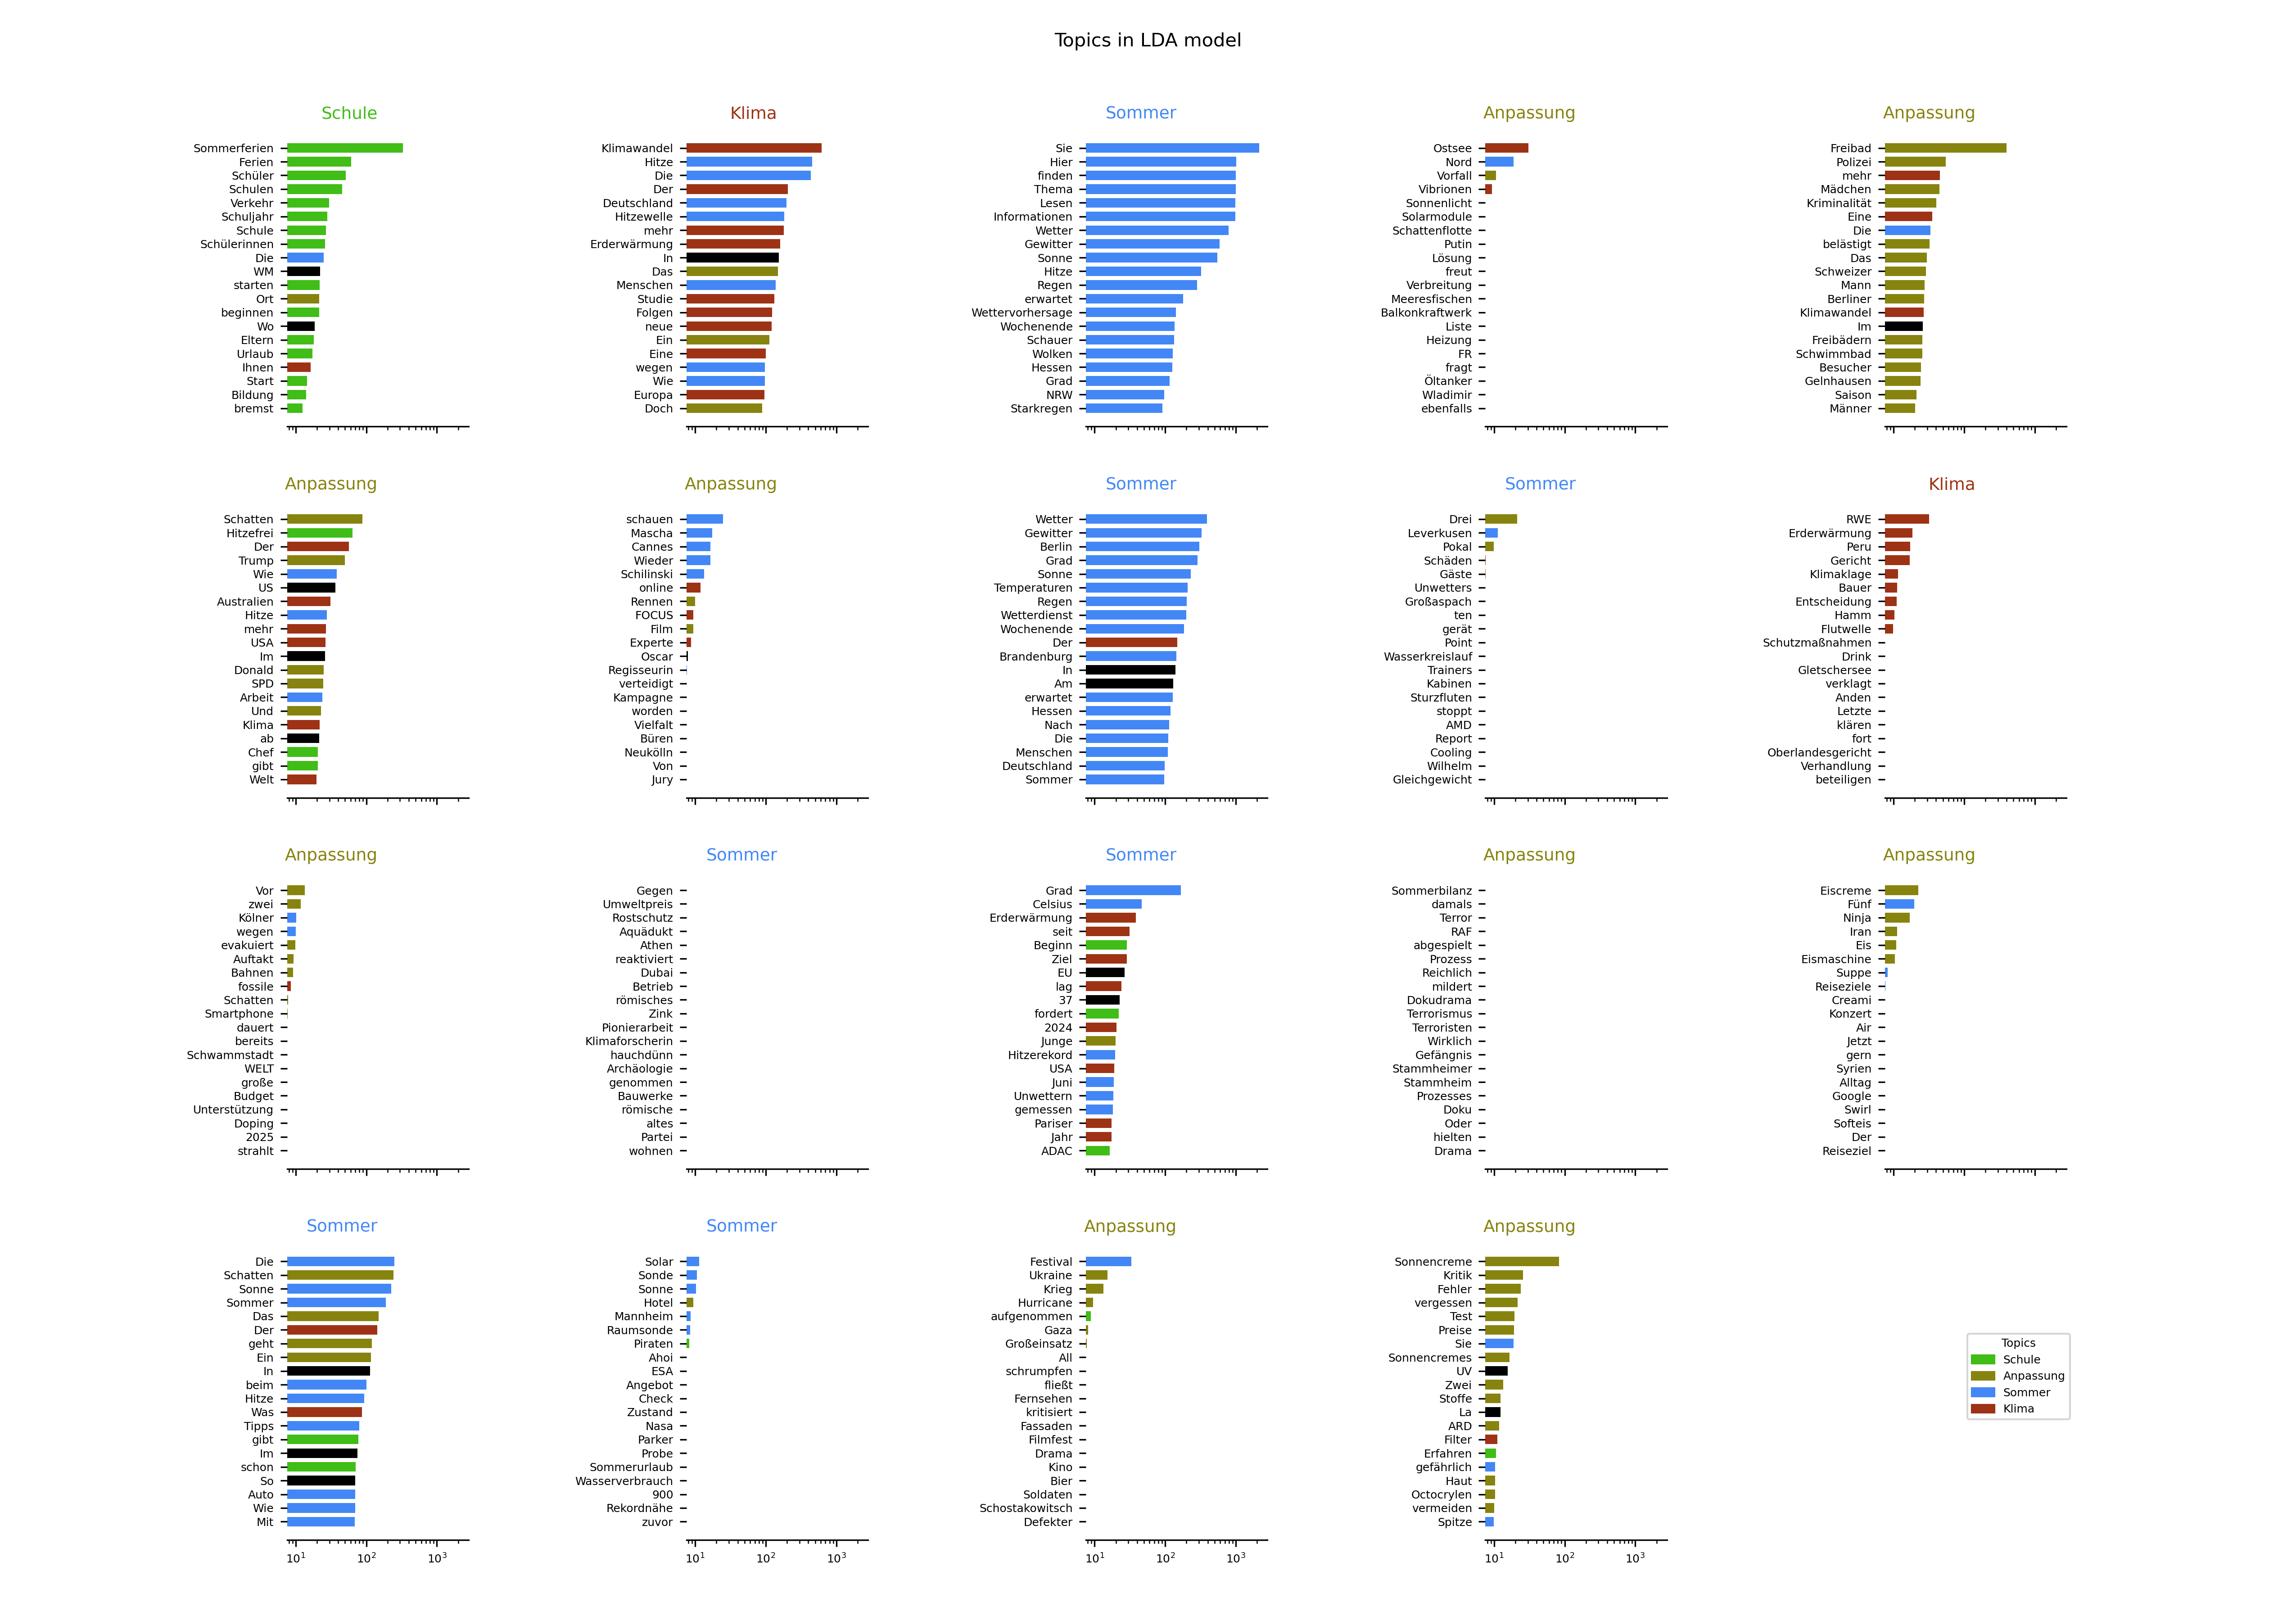 Topics in LDA model
Schule
Sommerferien
Ferien
Schüler
Schulen
Verkehr
Schuljahr
Schule
Schülerinnen
Die
WM
starten
Ort
beginnen
Wo
Eltern
Urlaub
Ihnen
Start
Bildung
bremst
Klima
Klimawandel
Hitze
Die
Der
Deutschland
Hitzewelle
mehr
Erderwärmung
In
Das
Menschen
Studie
Folgen
neue
Ein
Eine
wegen
Wie
Europa
Doch
Sommer
Sie
Hier
finden
Thema
Lesen
Informationen
Wetter
Gewitter
Sonne
Hitze
Regen
erwartet
Wettervorhersage
Wochenende
Schauer
Wolken
Hessen
Grad
NRW
Starkregen
Anpassung
Ostsee
Nord
Vorfall
Vibrionen
Sonnenlicht
Solarmodule
Schattenflotte
Putin
Lösung
freut
Verbreitung
Meeresfischen
Balkonkraftwerk
Liste
Heizung
FR
fragt
Öltanker
Wladimir
ebenfalls
Anpassung
Freibad
Polizei
mehr
Mädchen
Kriminalität
Eine
Die
belästigt
Das
Schweizer
Mann
Berliner
Klimawandel
Im
Freibädern
Schwimmbad
Besucher
Gelnhausen
Saison
Männer
Anpassung
Schatten
Hitzefrei
Der
Trump
Wie
US
Australien
Hitze
mehr
USA
Im
Donald
SPD
Arbeit
Und
Klima
ab
Chef
gibt
Welt
Anpassung
schauen
Mascha
Cannes
Wieder
Schilinski
online
Rennen
FOCUS
Film
Experte
Oscar
Regisseurin
verteidigt
Kampagne
worden
Vielfalt
Büren
Neukölln
Von
Jury
Sommer
Wetter
Gewitter
Berlin
Grad
Sonne
Temperaturen
Regen
Wetterdienst
Wochenende
Der
Brandenburg
In
Am
erwartet
Hessen
Nach
Die
Menschen
Deutschland
Sommer
Sommer
Drei
Leverkusen
Pokal
Schäden
Gäste
Unwetters
Großaspach
ten
gerät
Point
Wasserkreislauf
Trainers
Kabinen
Sturzfluten
stoppt
AMD
Report
Cooling
Wilhelm
Gleichgewicht
Klima
RWE
Erderwärmung
Peru
Gericht
Klimaklage
Bauer
Entscheidung
Hamm
Flutwelle
Schutzmaßnahmen
Drink
Gletschersee
verklagt
Anden
Letzte
klären
fort
Oberlandesgericht
Verhandlung
beteiligen
Anpassung
Vor
zwei
Kölner
wegen
evakuiert
Auftakt
Bahnen
fossile
Schatten
Smartphone
dauert
bereits
Schwammstadt
WELT
große
Budget
Unterstützung
Doping
2025
strahlt
Sommer
Gegen
Umweltpreis
Rostschutz
Aquädukt
Athen
reaktiviert
Dubai
Betrieb
römisches
Zink
Pionierarbeit
Klimaforscherin
hauchdünn
Archäologie
genommen
Bauwerke
römische
altes
Partei
wohnen
Sommer
Grad
Celsius
Erderwärmung
seit
Beginn
Ziel
EU
lag
37
fordert
2024
Junge
Hitzerekord
USA
Juni
Unwettern
gemessen
Pariser
Jahr
ADAC
Anpassung
Sommerbilanz
damals
Terror
RAF
abgespielt
Prozess
Reichlich
mildert
Dokudrama
Terrorismus
Terroristen
Wirklich
Gefängnis
Stammheimer
Stammheim
Prozesses
Doku
Oder
hielten
Drama
Anpassung
Eiscreme
Fünf
Ninja
Iran
Eis
Eismaschine
Suppe
Reiseziele
Creami
Konzert
Air
Jetzt
gern
Syrien
Alltag
Google
Swirl
Softeis
Der
Reiseziel
Sommer
Die
Schatten
Sonne
Sommer
Das
Der
geht
Ein
In
beim
Hitze
Was
Tipps
gibt
Im
schon
So
Auto
Wie
Mit
10¹ 10² 10³
Sommer
Solar
Sonde
Sonne
Hotel
Mannheim
Raumsonde
Piraten
Ahoi
ESA
Angebot
Check
Zustand
Nasa
Parker
Probe
Sommerurlaub
Wasserverbrauch
900
Rekordnähe
zuvor
10¹ 10² 10³
Anpassung
Festival
Ukraine
Krieg
Hurricane
aufgenommen
Gaza
Großeinsatz
All
schrumpfen
fließt
Fernsehen
kritisiert
Fassaden
Filmfest
Drama
Kino
Bier
Soldaten
Schostakowitsch
Defekter
10¹ 10² 10³
Anpassung
Sonnencreme
Kritik
Fehler
vergessen
Test
Preise
Sie
Sonnencremes
UV
Zwei
Stoffe
La
ARD
Filter
Erfahren
gefährlich
Haut
Octocrylen
vermeiden
Spitze
10¹ 10² 10³
Topics
Schule
Anpassung
Sommer
Klima